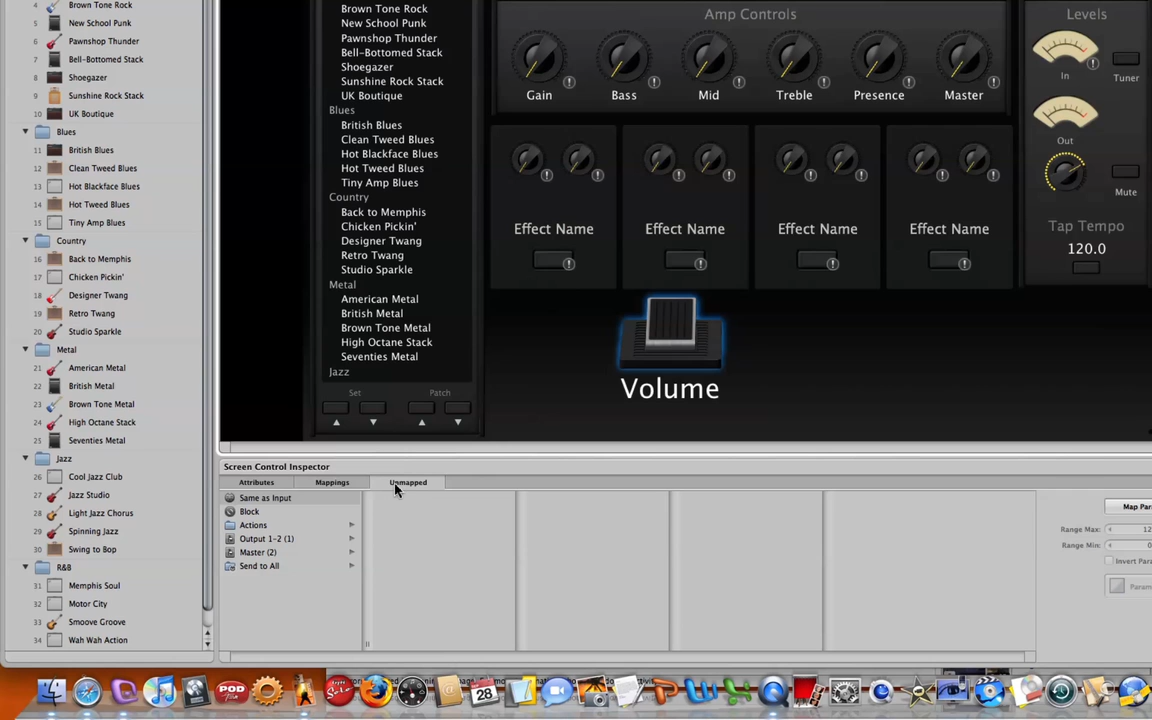 4 Brown Tone Rock
5 New School Punk
6 Pawnshop Thunder
7 Bell-Bottomed Stack
8 Shoegazer
9 Sunshine Rock Stack
10 UK Boutique
Blues
11 British Blues
12 Clean Tweed Blues
13 Hot Blackface Blues
14 Hot Tweed Blues
15 Tiny Amp Blues
Country
16 Back to Memphis
17 Chicken Pickin'
18 Designer Twang
19 Retro Twang
20 Studio Sparkle
Metal
21 American Metal
22 British Metal
23 Brown Tone Metal
24 High Octane Stack
25 Seventies Metal
Jazz
26 Cool Jazz Club
27 Jazz Studio
28 Light Jazz Chorus
29 Spinning Jazz
30 Swing to Bop
R&B
31 Memphis Soul
32 Motor City
33 Smoove Groove
34 Wah Wah Action
Brown Tone Rock
New School Punk
Pawnshop Thunder
Bell-Bottomed Stack
Shoegazer
Sunshine Rock Stack
UK Boutique
Blues
British Blues
Clean Tweed Blues
Hot Blackface Blues
Hot Tweed Blues
Tiny Amp Blues
Country
Back to Memphis
Chicken Pickin'
Designer Twang
Retro Twang
Studio Sparkle
Metal
American Metal
British Metal
Brown Tone Metal
High Octane Stack
Seventies Metal
Jazz
Set Patch
Amp Controls
Gain Bass Mid Treble Presence Master
Effect Name Effect Name Effect Name Effect Name
Volume
Levels
In Tuner
Out
Mute
Tap Tempo
120.0
Screen Control Inspector
Attributes Mappings Unmapped
Same as Input
Block
Actions
Output 1-2 (1)
Master (2)
Send to All
Map Par
Range Max: 12
Range Min: 0
Invert Para
Param
POD